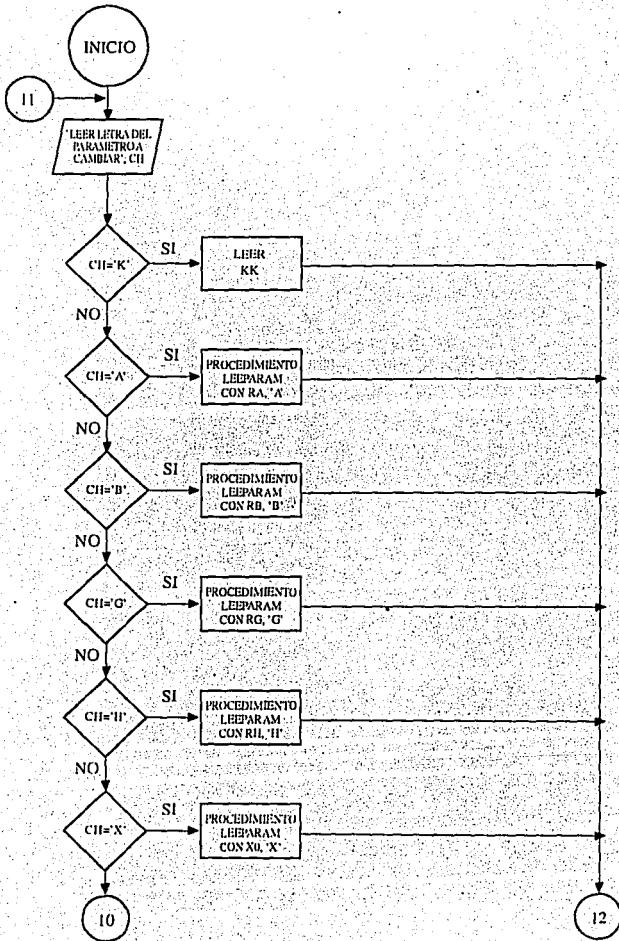 INICIO
11
'LEER LETRA DEL
PARAMETRO A
CAMBIAR', CH
CH='K'
SI
LEER
KK
NO
CH='A'
SI
PROCEDIMIENTO
LEEPARAM
CON RA, 'A'
NO
CH='B'
SI
PROCEDIMIENTO
LEEPARAM
CON RB, 'B'
NO
CH='G'
SI
PROCEDIMIENTO
LEEPARAM
CON RG, 'G'
NO
CH='H'
SI
PROCEDIMIENTO
LEEPARAM
CON RH, 'H'
NO
CH='X'
SI
PROCEDIMIENTO
LEEPARAM
CON X0, 'X'
10
12